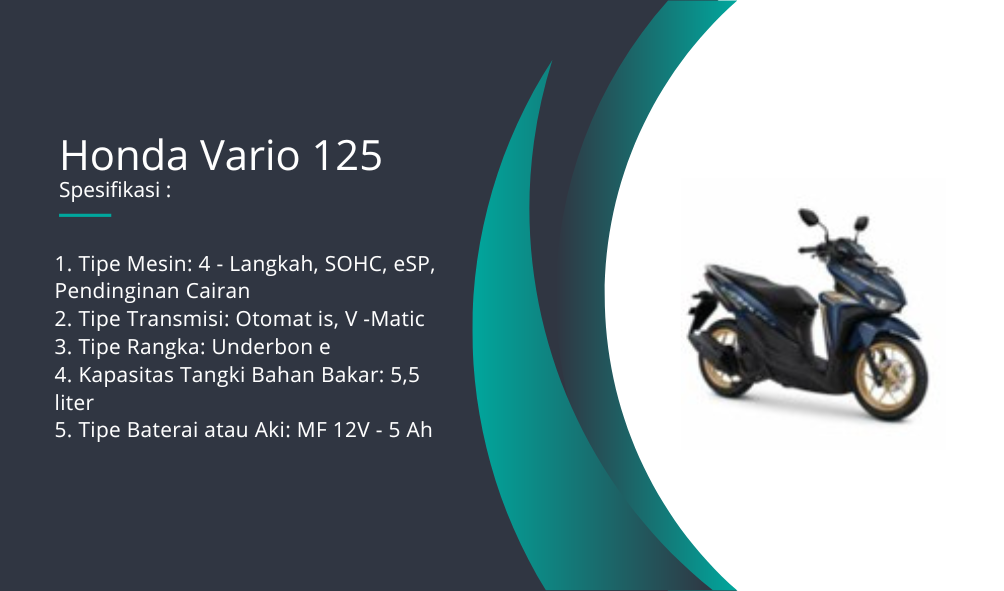 Honda Vario 125
Spesifikasi :
1. Tipe Mesin: 4 - Langkah, SOHC, eSP,
Pendinginan Cairan
2. Tipe Transmisi: Otomat is, V -Matic
3. Tipe Rangka: Underbon e
4. Kapasitas Tangki Bahan Bakar: 5,5
liter
5. Tipe Baterai atau Aki: MF 12V - 5 Ah